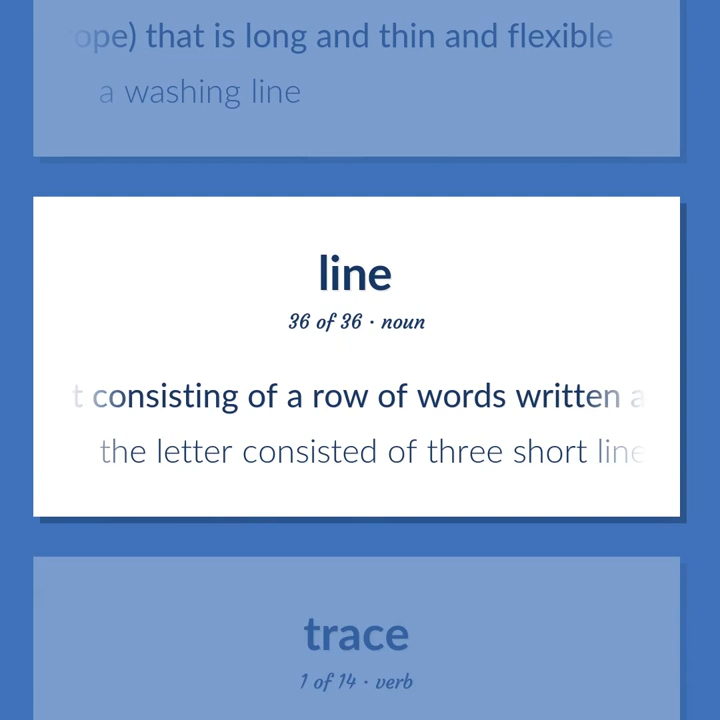 ope) that is long and thin and flexible
a washing line
line
36 of 36 · noun
t consisting of a row of words written a
the letter consisted of three short line
trace
1 of 14 · verb